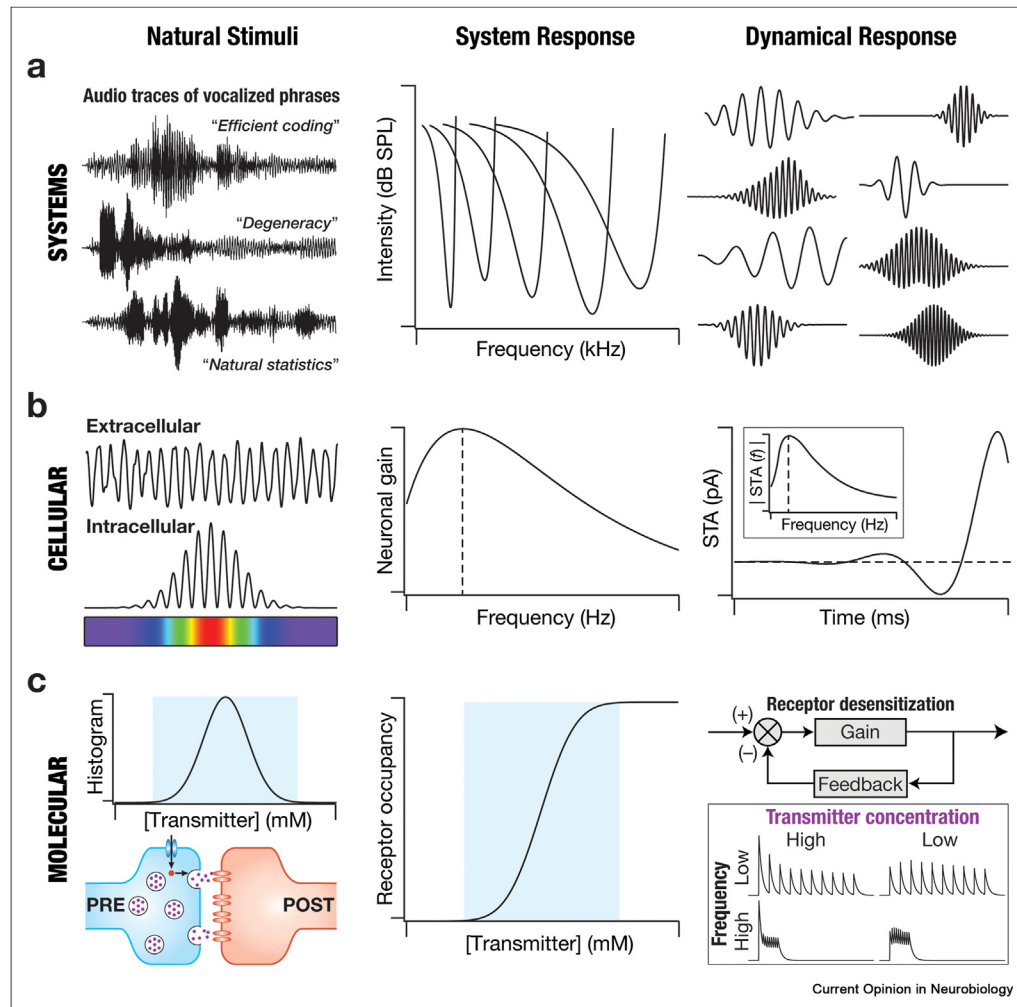 Natural Stimuli
System Response
Dynamical Response
a
SYSTEMS
Audio traces of vocalized phrases
“Efficient coding”
“Degeneracy”
“Natural statistics”
Intensity (dB SPL)
Frequency (kHz)
b
CELLULAR
Extracellular
Intracellular
Neuronal gain
Frequency (Hz)
STA (pA)
| STA (f) |
Frequency (Hz)
Time (ms)
c
MOLECULAR
Histogram
[Transmitter] (mM)
PRE
POST
Receptor occupancy
[Transmitter] (mM)
Receptor desensitization
(+)
(−)
Gain
Feedback
Transmitter concentration
High
Low
Frequency
Low
High
Current Opinion in Neurobiology